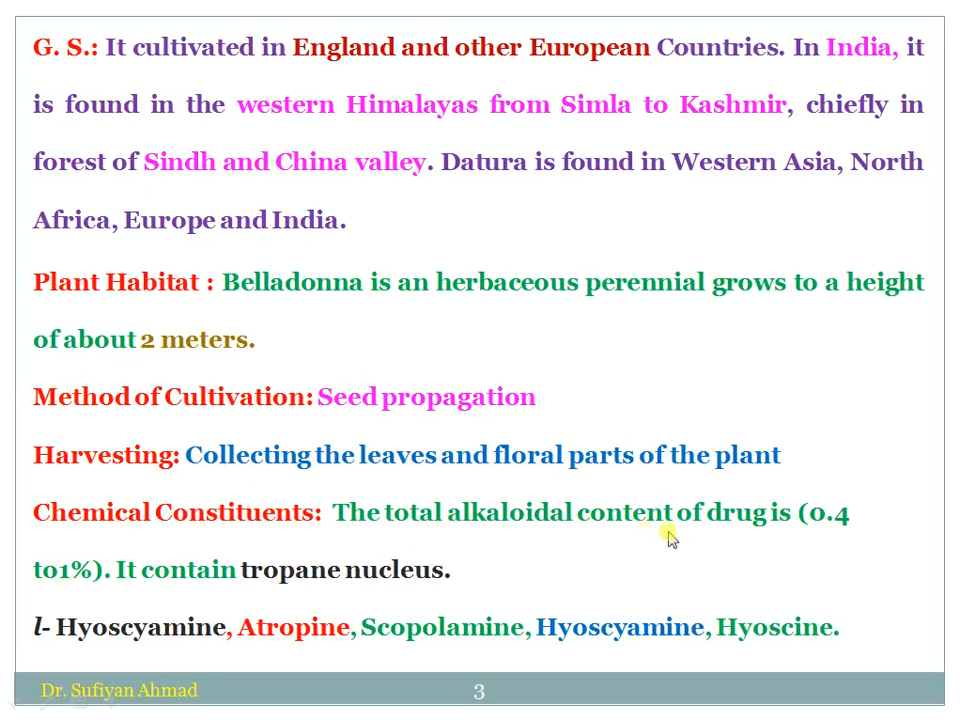 G. S.: It cultivated in England and other European Countries. In India, it
is found in the western Himalayas from Simla to Kashmir, chiefly in
forest of Sindh and China valley. Datura is found in Western Asia, North
Africa, Europe and India.
Plant Habitat : Belladonna is an herbaceous perennial grows to a height
of about 2 meters.
Method of Cultivation: Seed propagation
Harvesting: Collecting the leaves and floral parts of the plant
Chemical Constituents: The total alkaloidal content of drug is (0.4
to1%). It contain tropane nucleus.
l- Hyoscyamine, Atropine, Scopolamine, Hyoscyamine, Hyoscine.
Dr. Sufiyan Ahmad
3